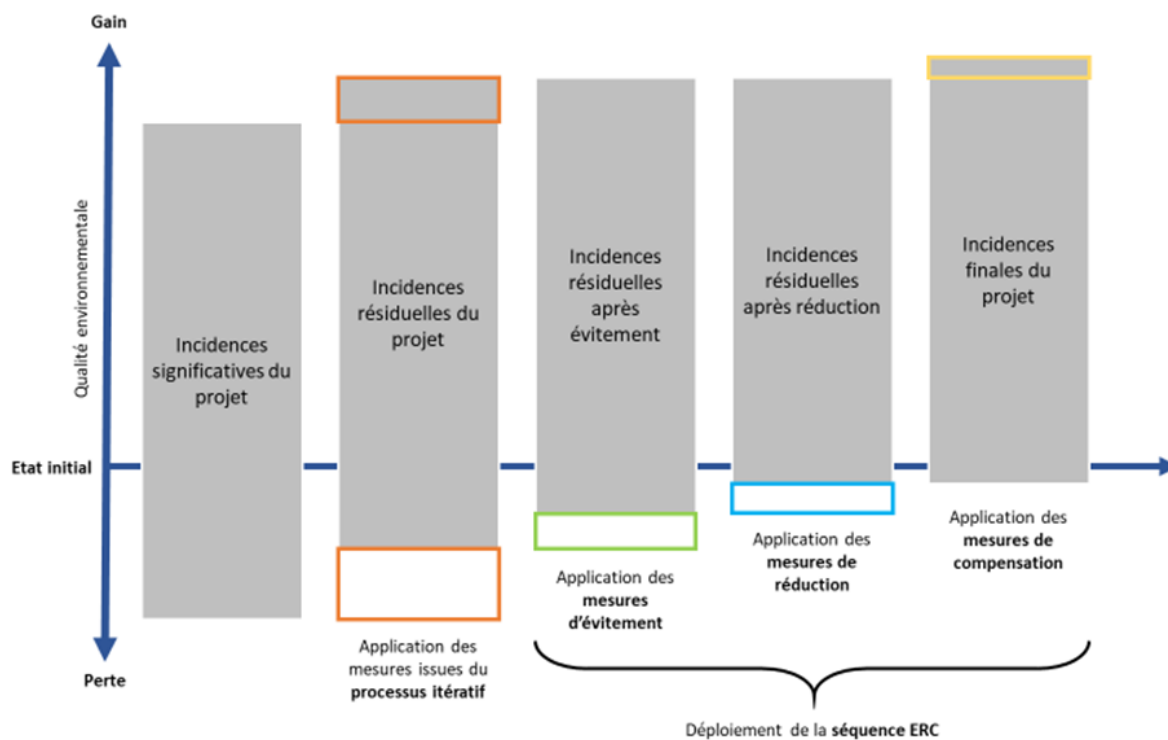 Gain
Qualité environnementale
Etat initial
Perte
Incidences
significatives du
projet
Incidences
résiduelles du
projet
Application des
mesures issues du
processus itératif
Incidences
résiduelles
après
évitement
Application des
mesures
d'évitement
Incidences
résiduelles
après réduction
Application des
mesures de
réduction
Incidences
finales du
projet
Application des
mesures de
compensation
Déploiement de la séquence ERC